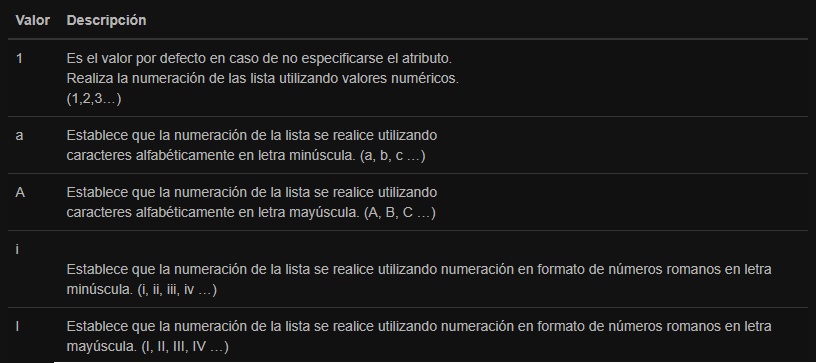 Valor Descripción
1 Es el valor por defecto en caso de no especificarse el atributo.
Realiza la numeración de las lista utilizando valores numéricos.
(1,2,3…)
a Establece que la numeración de la lista se realice utilizando
caracteres alfabéticamente en letra minúscula. (a, b, c …)
A Establece que la numeración de la lista se realice utilizando
caracteres alfabéticamente en letra mayúscula. (A, B, C …)
i
Establece que la numeración de la lista se realice utilizando numeración en formato de números romanos en letra
minúscula. (i, ii, iii, iv …)
I Establece que la numeración de la lista se realice utilizando numeración en formato de números romanos en letra
mayúscula. (I, II, III, IV …)